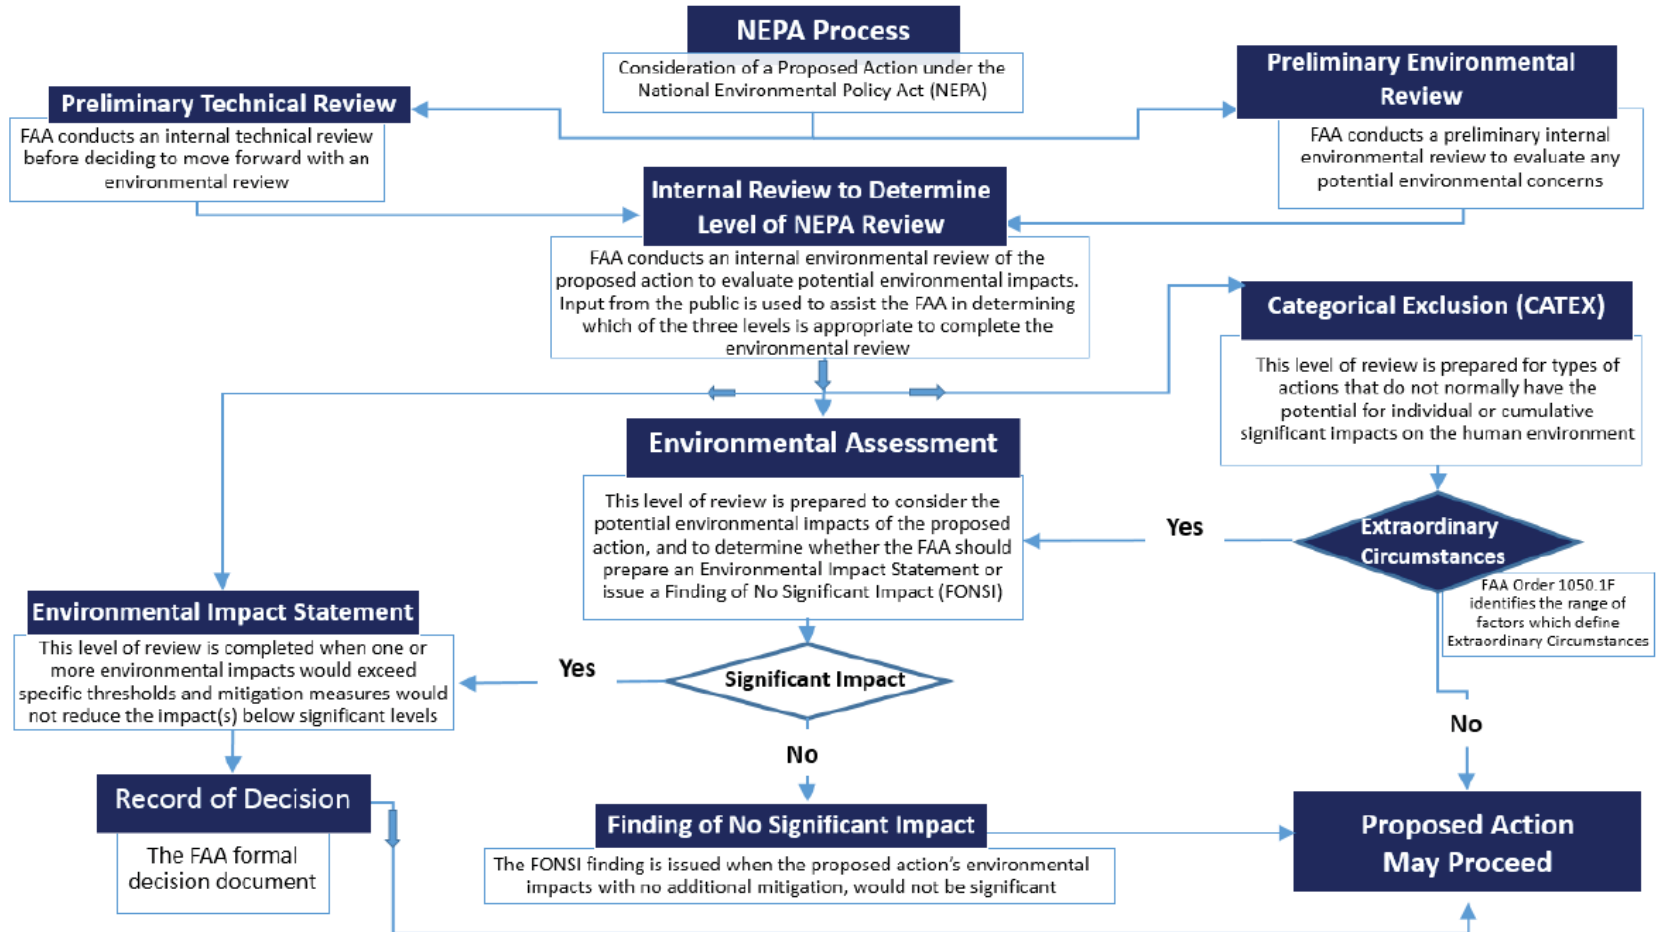 NEPA Process
Consideration of a Proposed Action under the
National Environmental Policy Act (NEPA)
Preliminary Technical Review
FAA conducts an internal technical review
before deciding to move forward with an
environmental review
Preliminary Environmental
Review
FAA conducts a preliminary internal
environmental review to evaluate any
potential environmental concerns
Internal Review to Determine
Level of NEPA Review
FAA conducts an internal environmental review of the
proposed action to evaluate potential environmental impacts.
Input from the public is used to assist the FAA in determining
which of the three levels is appropriate to complete the
environmental review
Categorical Exclusion (CATEX)
This level of review is prepared for types of
actions that do not normally have the
potential for individual or cumulative
significant impacts on the human environment
Environmental Assessment
This level of review is prepared to consider the
potential environmental impacts of the proposed
action, and to determine whether the FAA should
prepare an Environmental Impact Statement or
issue a Finding of No Significant Impact (FONSI)
Yes
Extraordinary
Circumstances
FAA Order 1050.1F
identifies the range of
factors which define
Extraordinary Circumstances
Environmental Impact Statement
This level of review is completed when one or
more environmental impacts would exceed
specific thresholds and mitigation measures would
not reduce the impact(s) below significant levels
Yes
Significant Impact
No
No
Record of Decision
The FAA formal
decision document
Finding of No Significant Impact
The FONSI finding is issued when the proposed action's environmental
impacts with no additional mitigation, would not be significant
Proposed Action
May Proceed